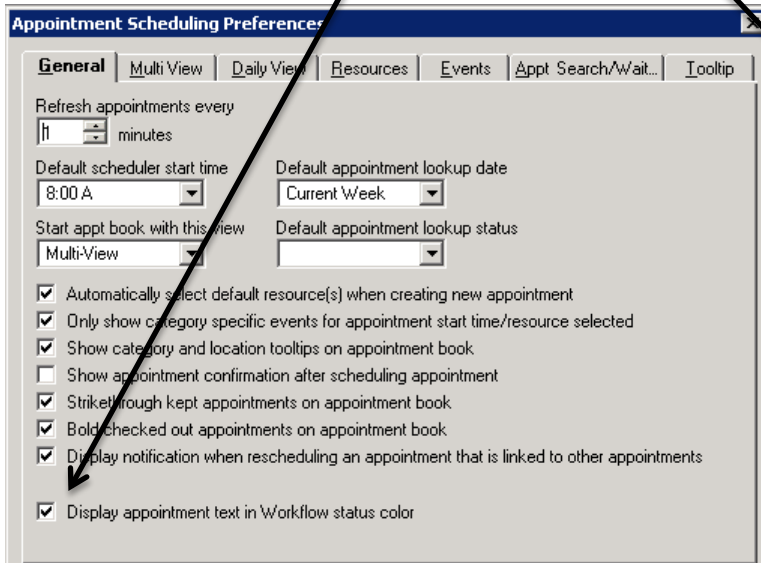 Appointment Scheduling Preferences
General Multi View Daily View Resources Events Appt Search/Wait... Tooltip
Refresh appointments every
1 minutes
Default scheduler start time Default appointment lookup date
8:00 A Current Week
Start appt book with this view Default appointment lookup status
Multi-View
Automatically select default resource(s) when creating new appointment
Only show category specific events for appointment start time/resource selected
Show category and location tooltips on appointment book
Show appointment confirmation after scheduling appointment
Strikethrough kept appointments on appointment book
Bold checked out appointments on appointment book
Display notification when rescheduling an appointment that is linked to other appointments
Display appointment text in Workflow status color